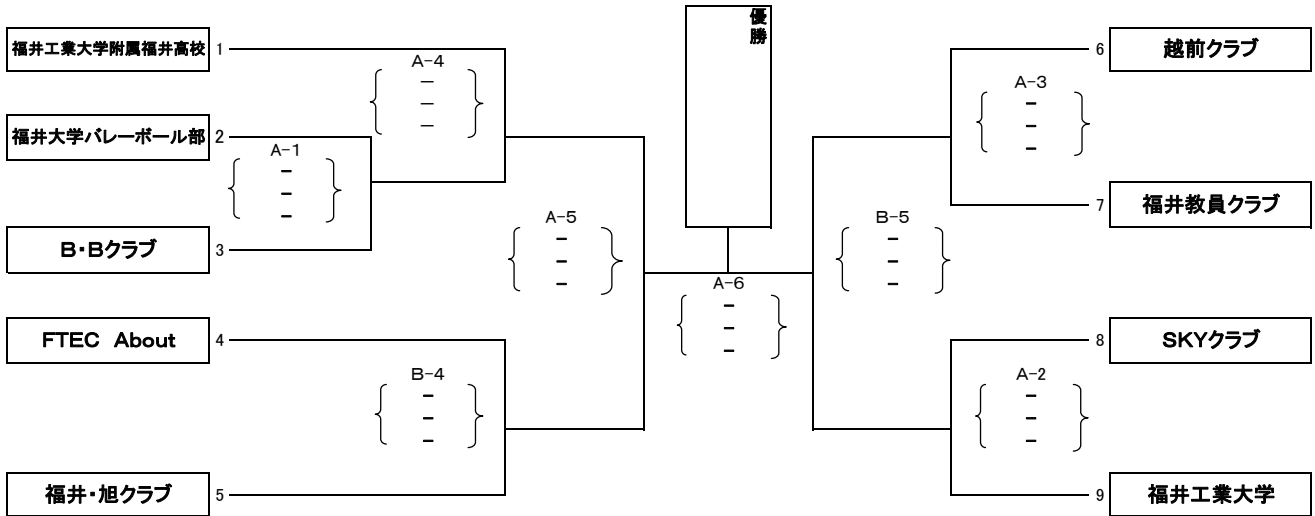 福井工業大学附属福井高校 1
A-4
-
-
-
福井大学バレーボール部 2
A-1
-
-
-
B・Bクラブ 3
FTEC About 4
B-4
-
-
-
福井・旭クラブ 5
A-5
-
-
-
優勝
A-6
-
-
-
B-5
-
-
-
6 越前クラブ
A-3
-
-
-
7 福井教員クラブ
8 SKYクラブ
A-2
-
-
-
9 福井工業大学